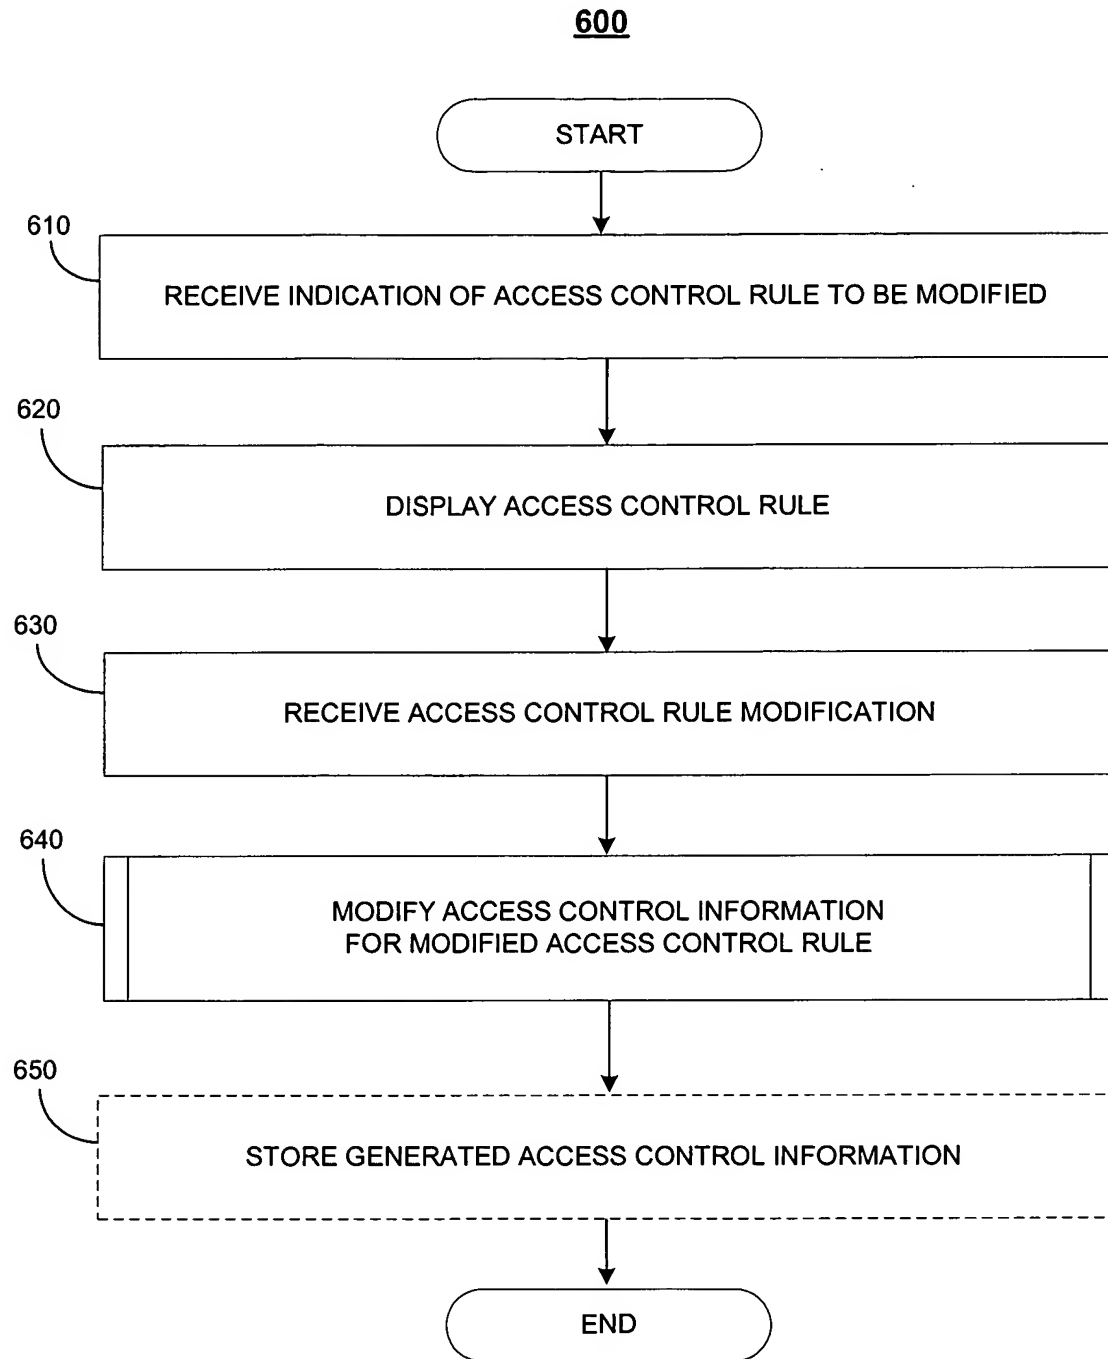 600
START
610
RECEIVE INDICATION OF ACCESS CONTROL RULE TO BE MODIFIED
620
DISPLAY ACCESS CONTROL RULE
630
RECEIVE ACCESS CONTROL RULE MODIFICATION
640
MODIFY ACCESS CONTROL INFORMATION
FOR MODIFIED ACCESS CONTROL RULE
650
STORE GENERATED ACCESS CONTROL INFORMATION
END